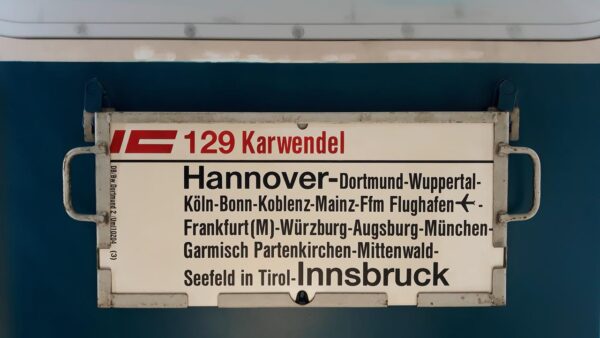 IC 129 Karwendel
Hannover-Dortmund-Wuppertal-
Köln-Bonn-Koblenz-Mainz-Ffm Flughafen✈-
Frankfurt(M)-Würzburg-Augsburg-München-
Garmisch Partenkirchen-Mittenwald-
Seefeld in Tirol-Innsbruck